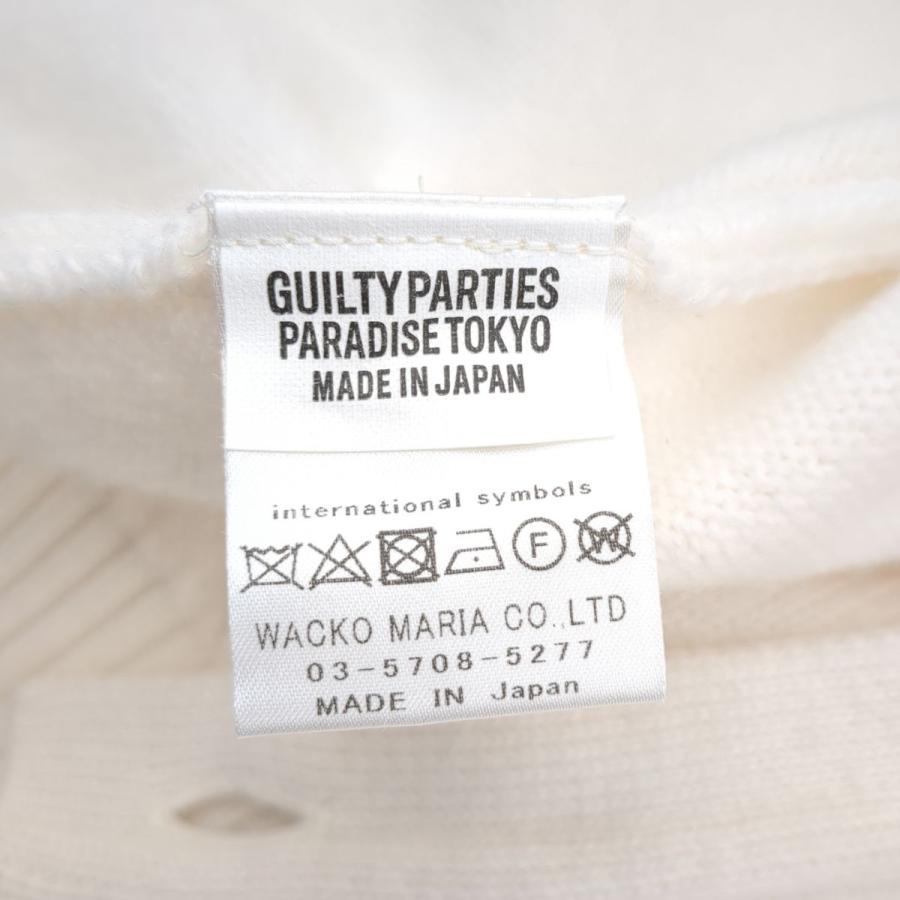 GUILTY PARTIES
PARADISE TOKYO
MADE IN JAPAN
international symbols
F W
WACKO MARIA CO.,LTD
03-5708-5277
MADE IN Japan